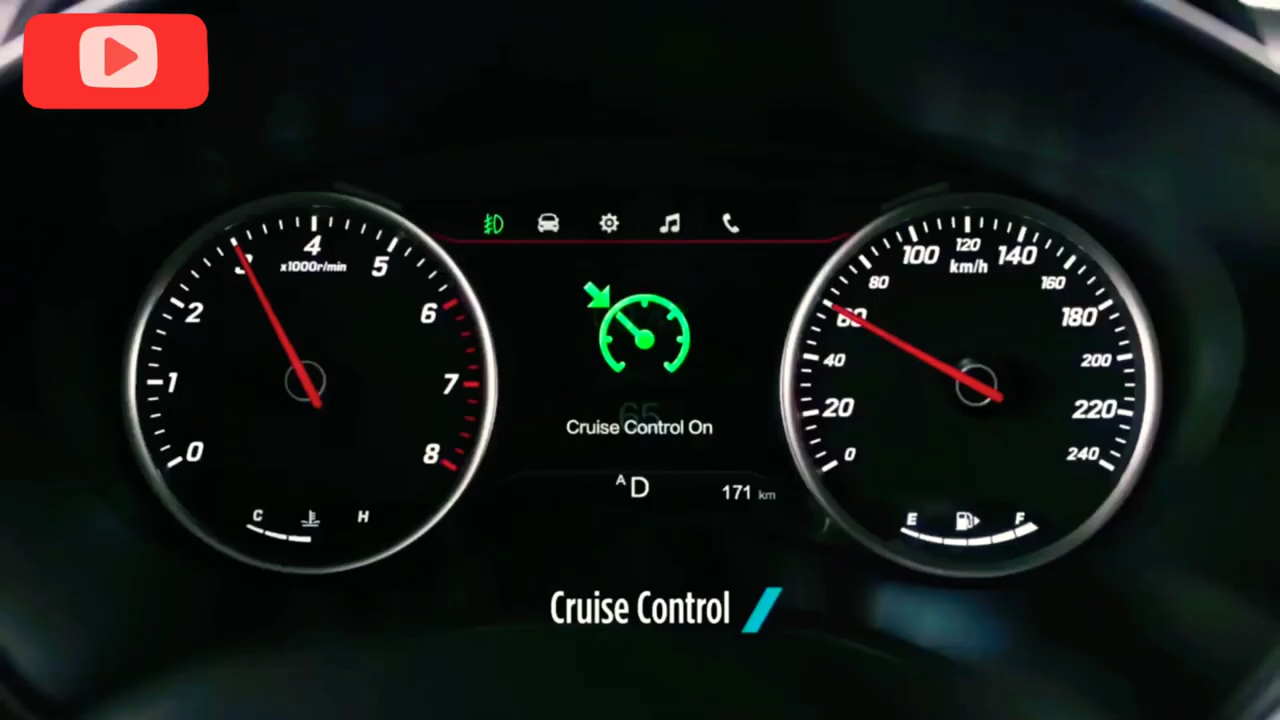 4
x1000r/min
3
5
2
6
1
7
0
8
C
H
Cruise Control On
A D
171 km
120
100
140
km/h
80
160
60
180
40
200
20
220
0
240
E
F
Cruise Control